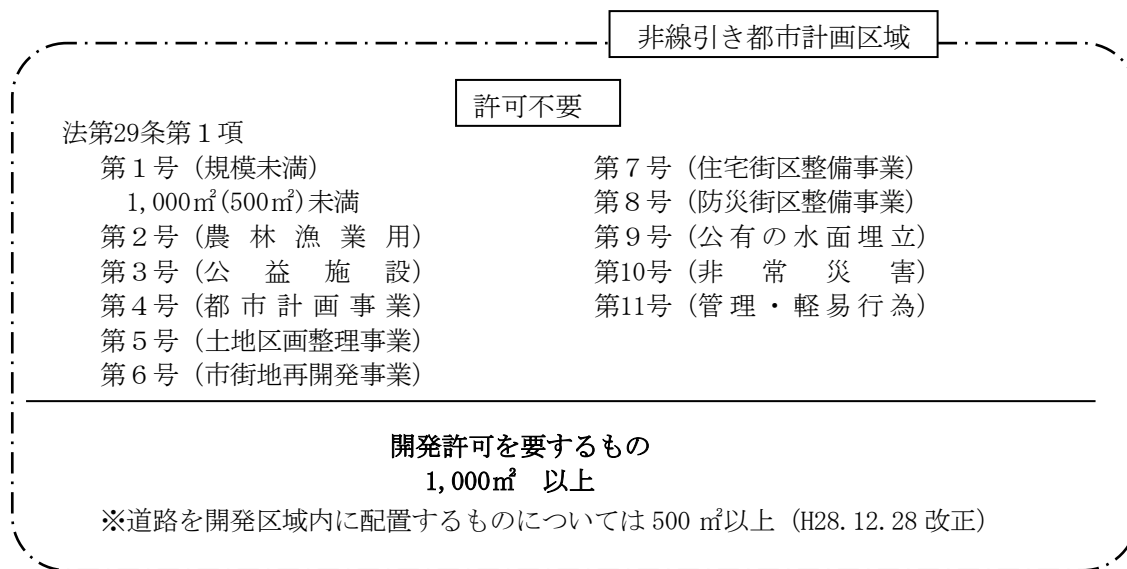 非線引き都市計画区域
許可不要
法第29条第１項
第１号（規模未満）
1,000㎡(500㎡)未満
第２号（農林漁業用）
第３号（公益施設）
第４号（都市計画事業）
第５号（土地区画整理事業）
第６号（市街地再開発事業）
第７号（住宅街区整備事業）
第８号（防災街区整備事業）
第９号（公有の水面埋立）
第10号（非常災害）
第11号（管理・軽易行為）
開発許可を要するもの
1,000㎡　以上
※道路を開発区域内に配置するものについては 500 ㎡以上（H28.12.28 改正）